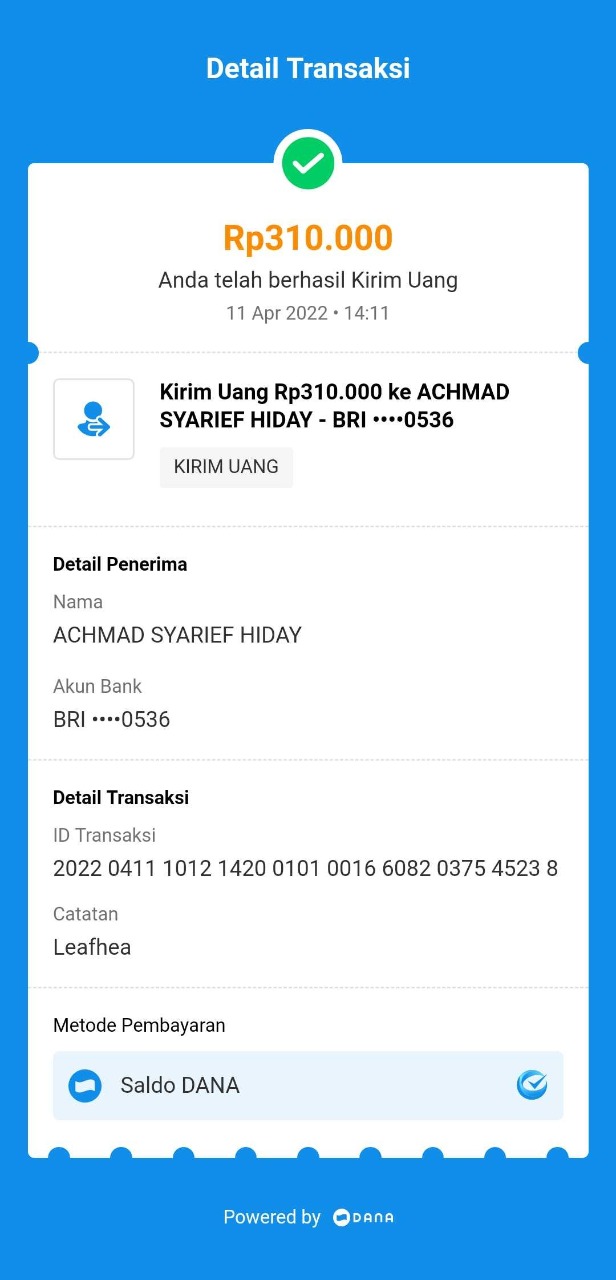 Detail Transaksi
Rp310.000
Anda telah berhasil Kirim Uang
11 Apr 2022 • 14:11
Kirim Uang Rp310.000 ke ACHMAD
SYARIEF HIDAY - BRI ••••0536
KIRIM UANG
Detail Penerima
Nama
ACHMAD SYARIEF HIDAY
Akun Bank
BRI ••••0536
Detail Transaksi
ID Transaksi
2022 0411 1012 1420 0101 0016 6082 0375 4523 8
Catatan
Leafhea
Metode Pembayaran
Saldo DANA
Powered by DANA